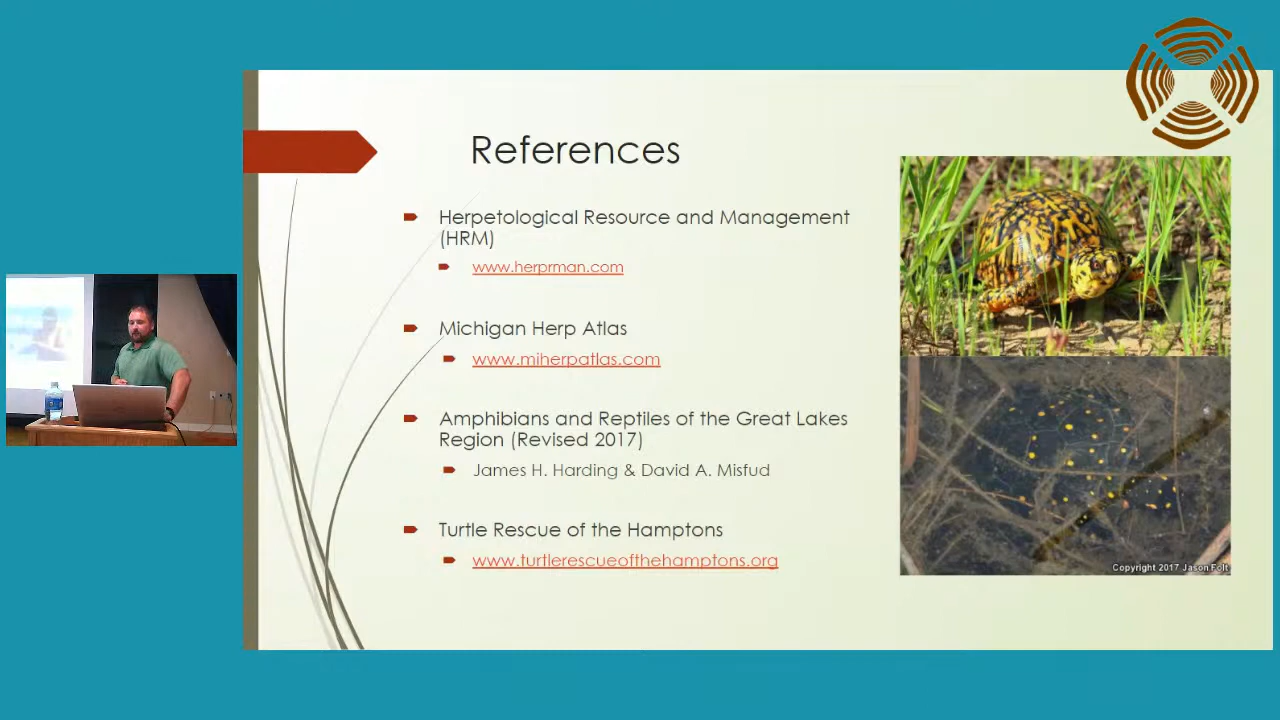 References
Herpetological Resource and Management
(HRM)
www.herprman.com
Michigan Herp Atlas
www.miherpatlas.com
Amphibians and Reptiles of the Great Lakes
Region (Revised 2017)
James H. Harding & David A. Misfud
Turtle Rescue of the Hamptons
www.turtlerescueofthehamptons.org
Copyright 2017 Jason Folt